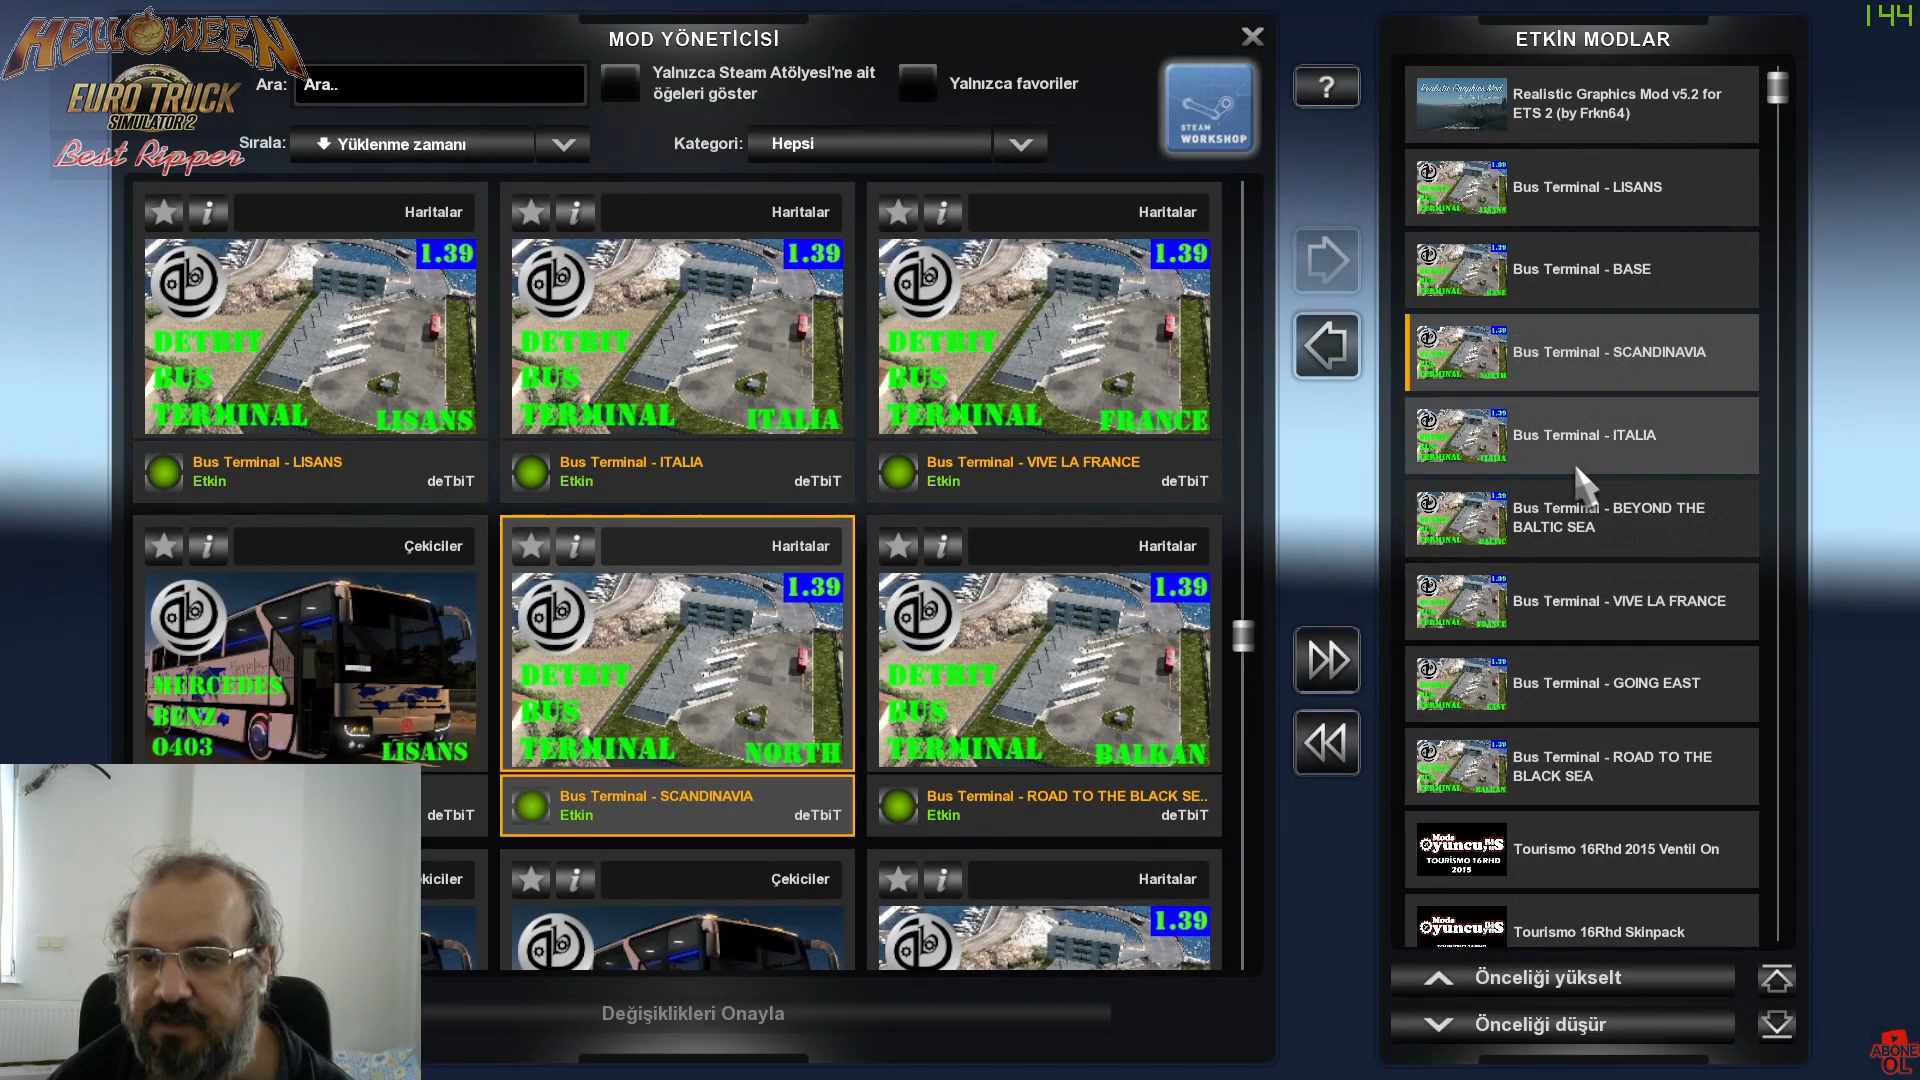 HELLOWEEN
EURO TRUCK
SIMULATOR 2
Best Ripper
MOD YÖNETİCİSİ
Ara:
Ara..
Yalnızca Steam Atölyesi'ne ait
öğeleri göster
Yalnızca favoriler
STEAM
WORKSHOP
Sırala:
Yüklenme zamanı
Kategori:
Hepsi
Haritalar
1.39
DETBIT
BUS
TERMINAL
LISANS
Bus Terminal - LISANS
Etkin
deTbiT
Haritalar
1.39
DETBIT
BUS
TERMINAL
ITALIA
Bus Terminal - ITALIA
Etkin
deTbiT
Haritalar
1.39
DETBIT
BUS
TERMINAL
FRANCE
Bus Terminal - VIVE LA FRANCE
Etkin
deTbiT
Çekiciler
MERCEDES
BENZ
O403
LISANS
deTbiT
Haritalar
1.39
DETBIT
BUS
TERMINAL
NORTH
Bus Terminal - SCANDINAVIA
Etkin
deTbiT
Haritalar
1.39
DETBIT
BUS
TERMINAL
BALKAN
Bus Terminal - ROAD TO THE BLACK SE..
Etkin
deTbiT
kiciler
Çekiciler
Haritalar
1.39
Değişiklikleri Onayla
?
144
ETKİN MODLAR
Realistic Graphics Mod v5.2 for
ETS 2 (by Frkn64)
Bus Terminal - LISANS
Bus Terminal - BASE
Bus Terminal - SCANDINAVIA
Bus Terminal - ITALIA
Bus Terminal - BEYOND THE
BALTIC SEA
Bus Terminal - VIVE LA FRANCE
Bus Terminal - GOING EAST
Bus Terminal - ROAD TO THE
BLACK SEA
TOURİSMO 16RHD
2015
Tourismo 16Rhd 2015 Ventil On
Tourismo 16Rhd Skinpack
Önceliği yükselt
Önceliği düşür
ABONE
OL